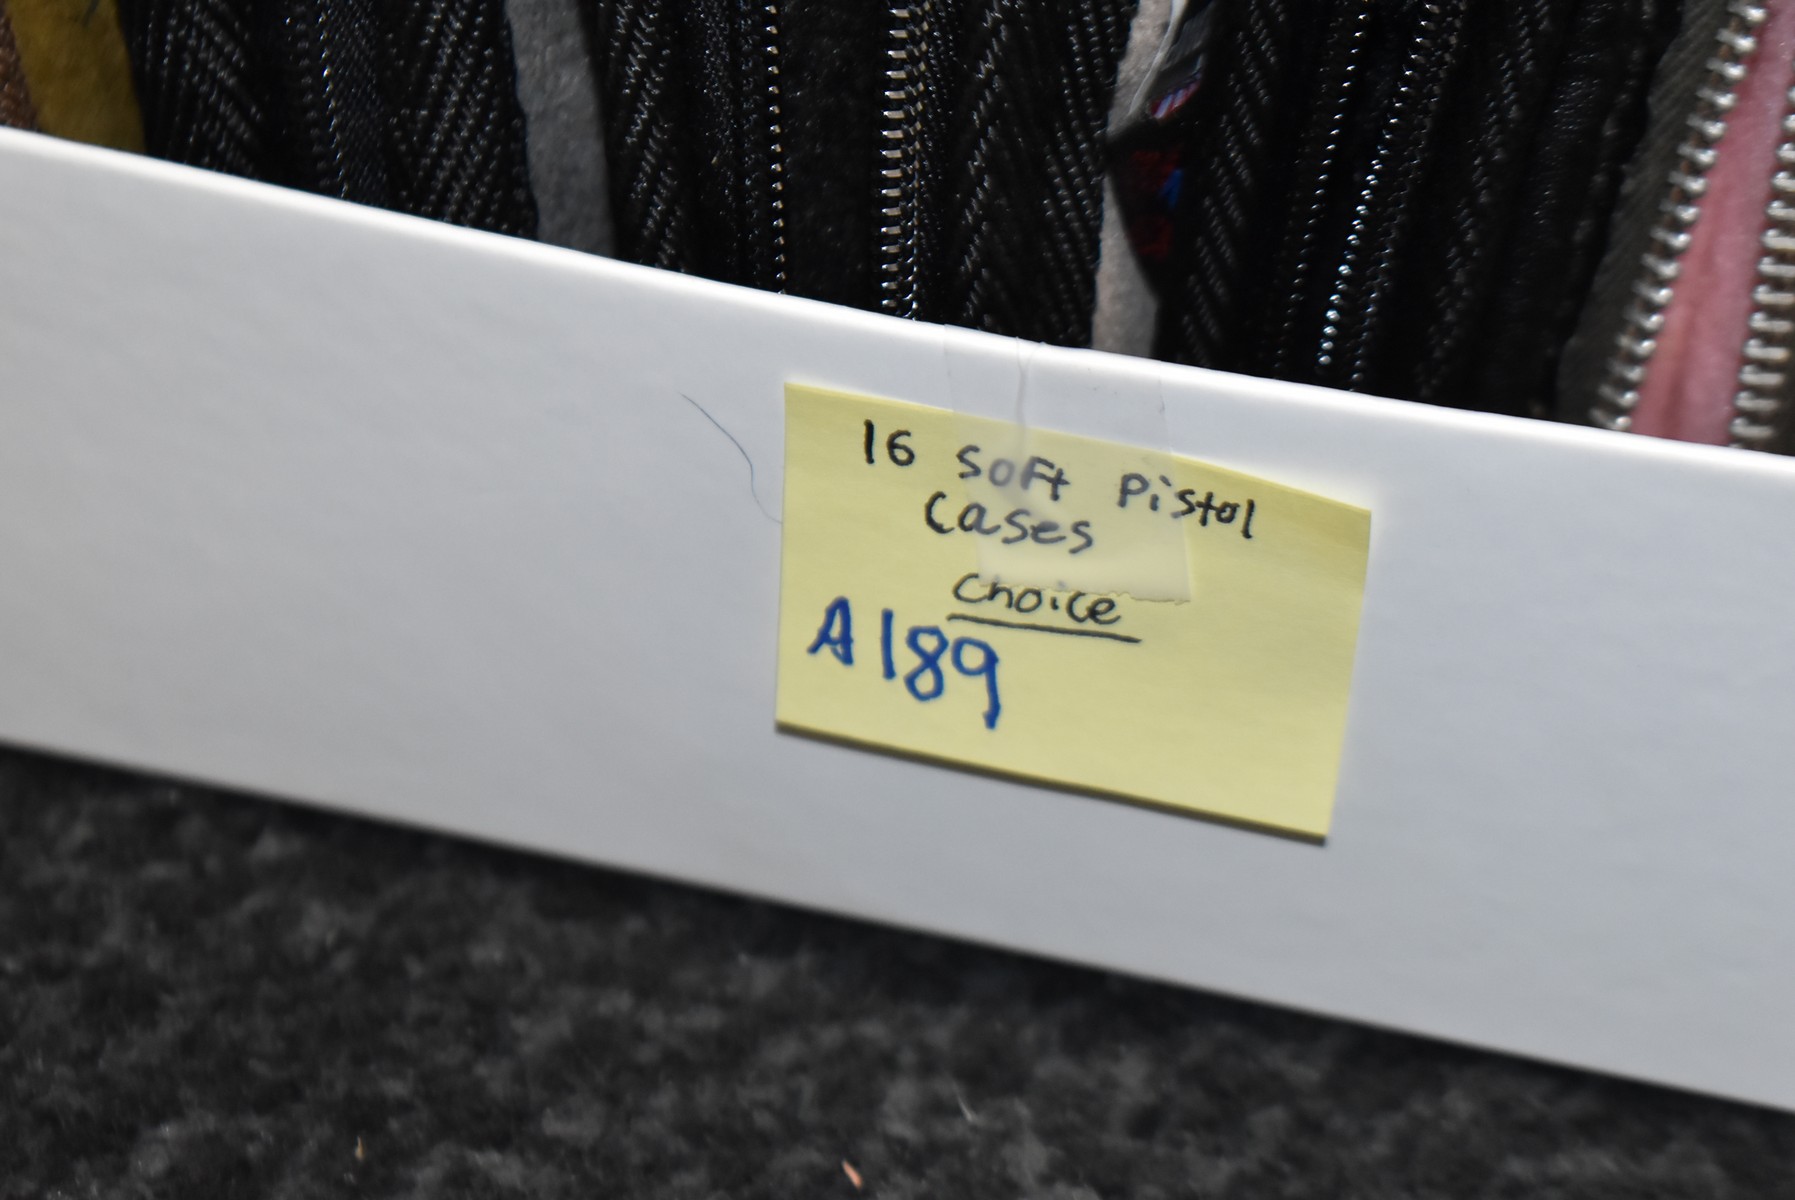 16 Soft Pistol
Cases
Choice
A189